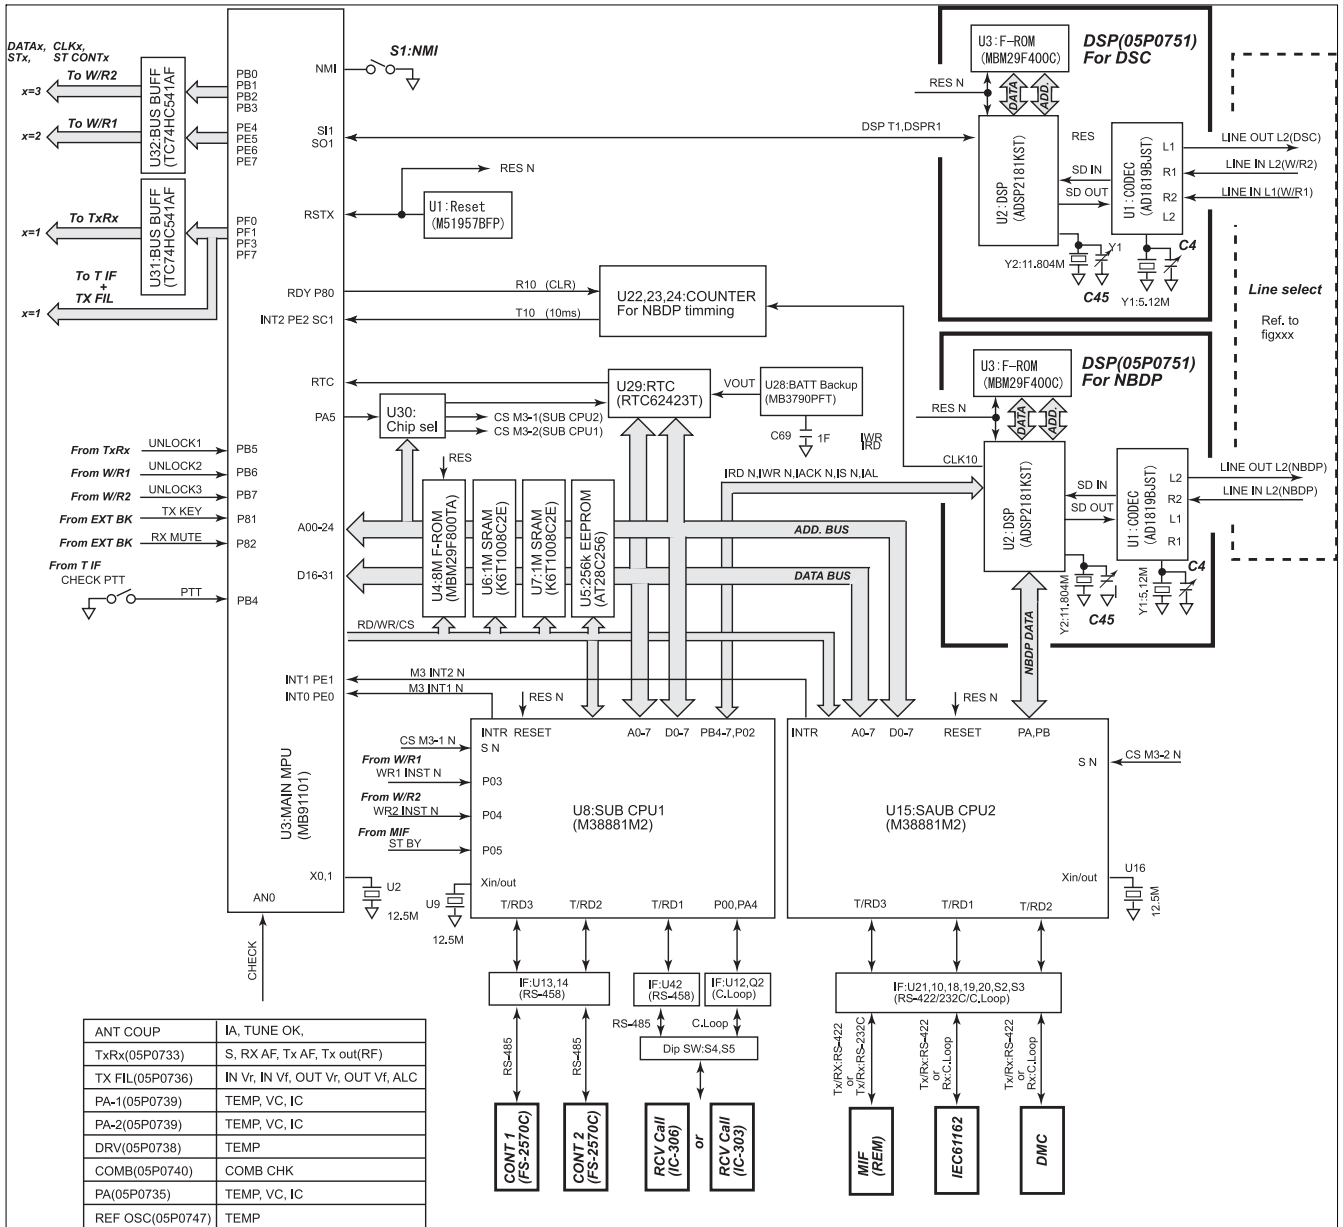 DATAx, CLKx,
STx, ST CONTx
To W/R2
x=3
To W/R1
x=2
U32:BUS BUFF
(TC74HC541AF)
PB0
PB1
PB2
PB3
PE4
PE5
PE6
PE7
To TxRx
x=1
U31:BUS BUFF
(TC74HC541AF)
PF0
PF1
PF3
PF7
To T IF
+
TX FIL
x=1
NMI
S1:NMI
SI1
SO1
DSP T1,DSPR1
RES N
RSTX
U1:Reset
(M51957BFP)
RDY P80
R10 (CLR)
INT2 PE2 SC1
T10 (10ms)
U22,23,24:COUNTER
For NBDP timming
RTC
U29:RTC
(RTC62423T)
VOUT
U28:BATT Backup
(MB3790PFT)
C69
1F
IWR
IRD
PA5
U30:
Chip sel
CS M3-1(SUB CPU2)
CS M3-2(SUB CPU1)
RES
CLK10
IRD N,IWR N,IACK N,IS N,IAL
From TxRx
UNLOCK1
PB5
From W/R1
UNLOCK2
PB6
From W/R2
UNLOCK3
PB7
From EXT BK
TX KEY
P81
From EXT BK
RX MUTE
P82
From T IF
CHECK PTT
PTT
PB4
A00-24
D16-31
U4:8M F-ROM
(MBM29F800TA)
U6:1M SRAM
(K6T1008C2E)
U7:1M SRAM
(K6T1008C2E)
U5:256k EEPROM
(AT28C256)
ADD. BUS
DATA BUS
RD/WR/CS
INT1 PE1
M3 INT2 N
INT0 PE0
M3 INT1 N
U3:MAIN MPU
(MB91101)
X0,1
U2
12.5M
AN0
CHECK
U3:F-ROM
(MBM29F400C)
DSP(05P0751)
For DSC
RES N
DATA
ADD.
U2:DSP
(ADSP2181KST)
RES
SD IN
SD OUT
U1:CODEC
(AD1819BJST)
L1
R1
R2
L2
LINE OUT L2(DSC)
LINE IN L2(W/R2)
LINE IN L1(W/R1)
Y1
Y2:11.804M
C45
C4
Y1:5.12M
Line select
Ref. to
figxxx
U3:F-ROM
(MBM29F400C)
DSP(05P0751)
For NBDP
RES N
DATA
ADD.
U2:DSP
(ADSP2181KST)
SD IN
SD OUT
U1:CODEC
(AD1819BJST)
L2
R2
L1
R1
LINE OUT L2(NBDP)
LINE IN L2(NBDP)
Y2:11.804M
C45
Y1:5.12M
C4
NBDP DATA
RES N
INTR
RESET
A0-7
D0-7
PB4-7,P02
CS M3-1 N
S N
From W/R1
WR1 INST N
P03
From W/R2
WR2 INST N
P04
From MIF
ST BY
P05
U8:SUB CPU1
(M38881M2)
Xin/out
U9
12.5M
T/RD3
T/RD2
T/RD1
P00,PA4
INTR
A0-7
D0-7
RES N
RESET
PA,PB
S N
CS M3-2 N
U15:SAUB CPU2
(M38881M2)
Xin/out
U16
12.5M
T/RD3
T/RD1
T/RD2
IF:U13,14
(RS-458)
IF:U42
(RS-458)
IF:U12,Q2
(C.Loop)
IF:U21,10,18,19,20,S2,S3
(RS-422/232C/C.Loop)
RS-485
RS-485
RS-485
C.Loop
Dip SW:S4,S5
Tx/RX:RS-422
or
Tx/Rx:RS-232C
Tx/Rx:RS-422
or
Rx:C.Loop
Tx/Rx:RS-422
or
Rx:C.Loop
CONT 1
(FS-2570C)
CONT 2
(FS-2570C)
RCV Call
(IC-306)
or
RCV Call
(IC-303)
MIF
(REM)
IEC61162
DMC
ANT COUP IA, TUNE OK,
TxRx(05P0733) S, RX AF, Tx AF, Tx out(RF)
TX FIL(05P0736) IN Vr, IN Vf, OUT Vr, OUT Vf, ALC
PA-1(05P0739) TEMP, VC, IC
PA-2(05P0739) TEMP, VC, IC
DRV(05P0738) TEMP
COMB(05P0740) COMB CHK
PA(05P0735) TEMP, VC, IC
REF OSC(05P0747) TEMP